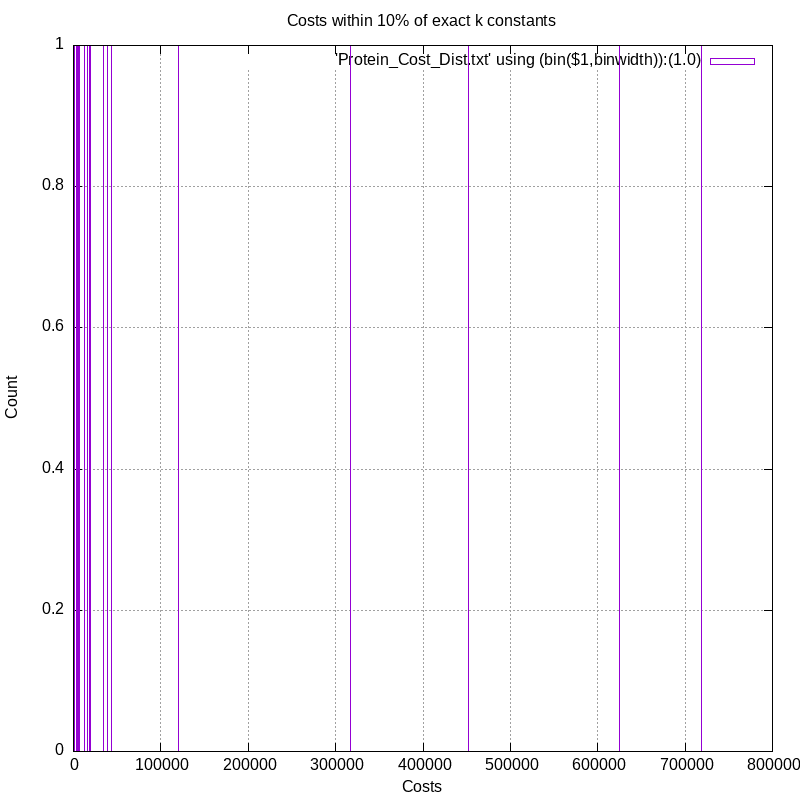 Costs within 10% of exact k constants
'Protein_Cost_Dist.txt' using (bin($1,binwidth)):(1.0)
1
0.8
0.6
0.4
0.2
0
Count
0 100000 200000 300000 400000 500000 600000 700000 800000
Costs